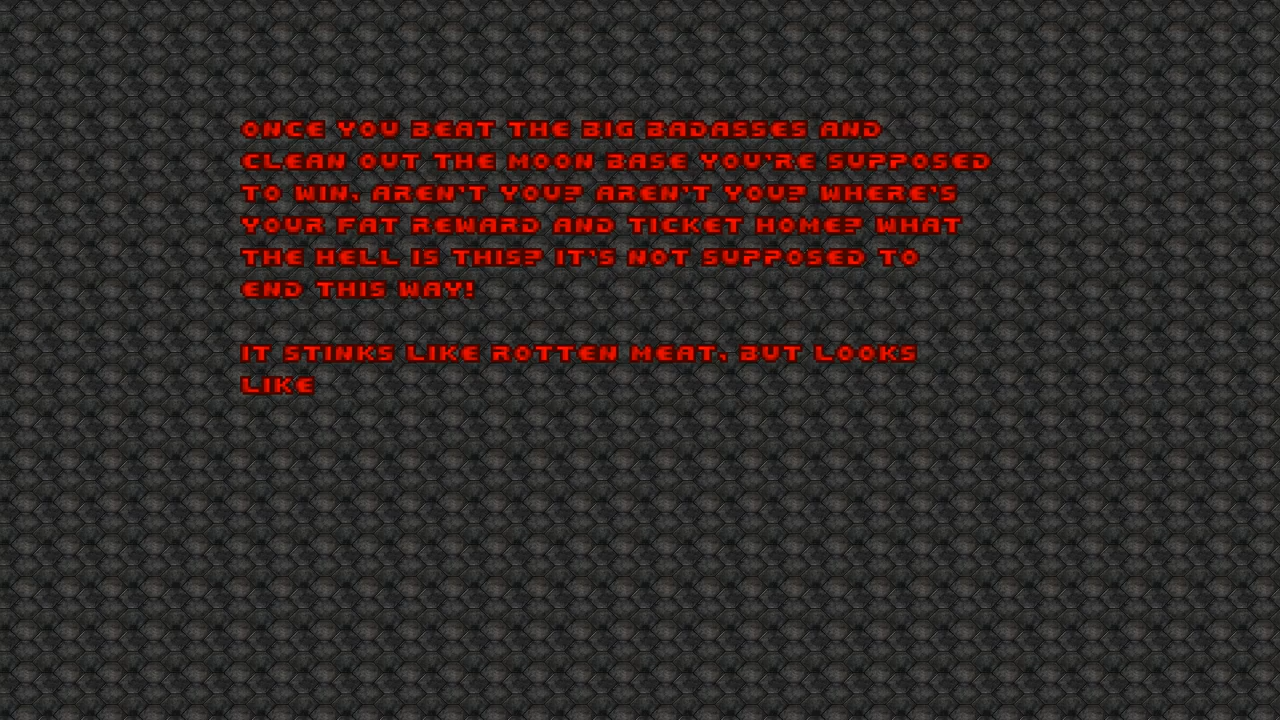 ONCE YOU BEAT THE BIG BADASSES AND
CLEAN OUT THE MOON BASE YOU'RE SUPPOSED
TO WIN, AREN'T YOU? AREN'T YOU? WHERE'S
YOUR FAT REWARD AND TICKET HOME? WHAT
THE HELL IS THIS? IT'S NOT SUPPOSED TO
END THIS WAY!
IT STINKS LIKE ROTTEN MEAT, BUT LOOKS
LIKE